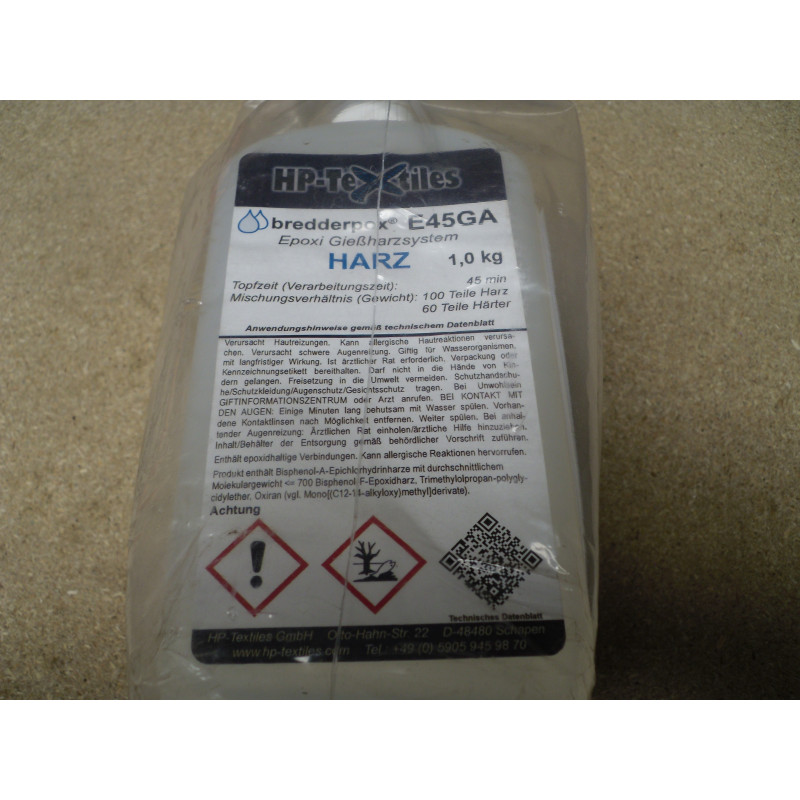 HP-Textiles
bredderpox® E45GA
Epoxi Gießharzsystem
HARZ 1,0 kg
Topfzeit (Verarbeitungszeit): 45 min
Mischungsverhältnis (Gewicht): 100 Teile Harz
60 Teile Härter
Anwendungshinweise gemäß technischem Datenblatt
Verursacht Hautreizungen. Kann allergische Hautreaktionen verursa-
chen. Verursacht schwere Augenreizung. Giftig für Wasserorganismen,
mit langfristiger Wirkung. Ist ärztlicher Rat erforderlich, Verpackung oder
Kennzeichnungsetikett bereithalten. Darf nicht in die Hände von Kin-
dern gelangen. Freisetzung in die Umwelt vermeiden. Schutzhandschu-
he/Schutzkleidung/Augenschutz/Gesichtsschutz tragen. Bei Unwohlsein
GIFTINFORMATIONSZENTRUM oder Arzt anrufen. BEI KONTAKT MIT
DEN AUGEN: Einige Minuten lang behutsam mit Wasser spülen. Vorhan-
dene Kontaktlinsen nach Möglichkeit entfernen. Weiter spülen. Bei anhal-
tender Augenreizung: Ärztlichen Rat einholen/ärztliche Hilfe hinzuziehen.
Inhalt/Behälter der Entsorgung gemäß behördlicher Vorschrift zuführen.
Enthält epoxidhaltige Verbindungen. Kann allergische Reaktionen hervorrufen.
Produkt enthält Bisphenol-A-Epichlorhydrinharze mit durchschnittlichem
Molekulargewicht <= 700 Bisphenol-F-Epoxidharz, Trimethylolpropan-polygly-
cidylether, Oxiran (vgl. Mono[(C12-14-alkyloxy)methyl]derivate).
Achtung
Technisches Datenblatt
HP-Textiles GmbH Otto-Hahn-Str. 22 D-48480 Schapen
www.hp-textiles.com Tel.: +49 (0) 5905 945 98 70